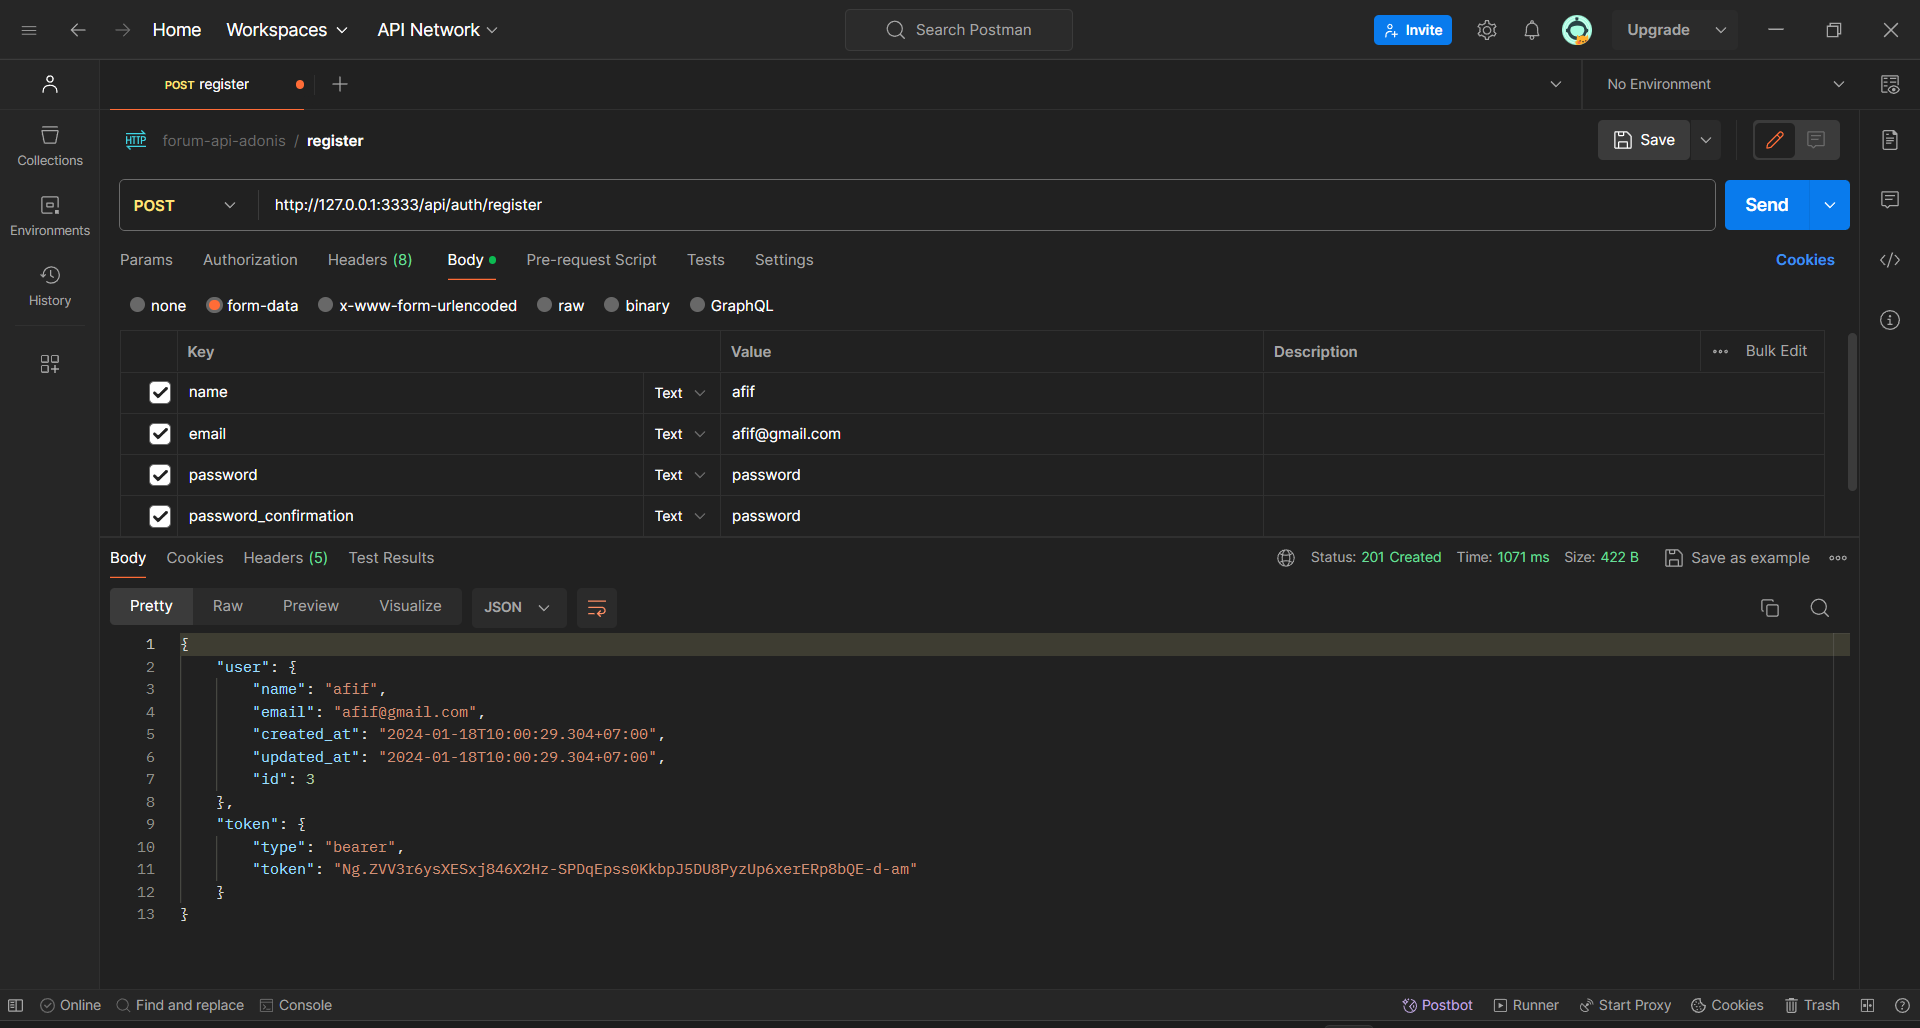 Home Workspaces API Network Search Postman Invite Upgrade
POST register No Environment
HTTP forum-api-adonis / register Save
Collections
POST http://127.0.0.1:3333/api/auth/register Send
Environments
Params Authorization Headers (8) Body Pre-request Script Tests Settings Cookies
History
none form-data x-www-form-urlencoded raw binary GraphQL
Key Value Description Bulk Edit
name Text afif
email Text afif@gmail.com
password Text password
password_confirmation Text password
Body Cookies Headers (5) Test Results Status: 201 Created Time: 1071 ms Size: 422 B Save as example
Pretty Raw Preview Visualize JSON
1 {
2 "user": {
3 "name": "afif",
4 "email": "afif@gmail.com",
5 "created_at": "2024-01-18T10:00:29.304+07:00",
6 "updated_at": "2024-01-18T10:00:29.304+07:00",
7 "id": 3
8 },
9 "token": {
10 "type": "bearer",
11 "token": "Ng.ZVV3r6ysXESxj846X2Hz-SPDqEpss0KkbpJ5DU8PyzUp6xerERp8bQE-d-am"
12 }
13 }
Online Find and replace Console Postbot Runner Start Proxy Cookies Trash